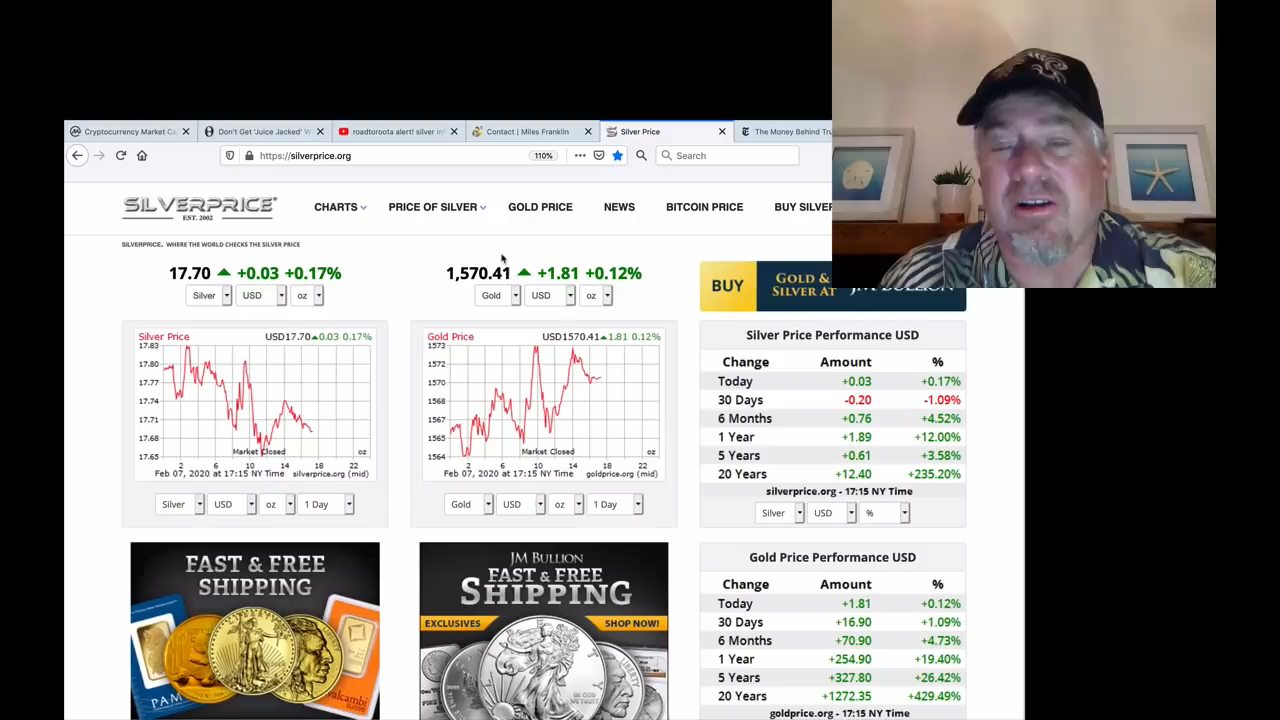 Cryptocurrency Market Ca
Don't Get 'Juice Jacked' W
roadtoroota alert! silver in
Contact | Miles Franklin
Silver Price
The Money Behind Tru
https://silverprice.org
110%
Search
SILVERPRICE
EST. 2002
CHARTS
PRICE OF SILVER
GOLD PRICE
NEWS
BITCOIN PRICE
BUY SILVER
SILVERPRICE. WHERE THE WORLD CHECKS THE SILVER PRICE
17.70 +0.03 +0.17%
Silver USD oz
1,570.41 +1.81 +0.12%
Gold USD oz
BUY
GOLD &
SILVER AT JM BULLION
Silver Price USD17.70 0.03 0.17%
17.83
17.80
17.77
17.74
17.71
17.68
17.65
Market Closed oz
2 6 10 14 18 22
Feb 07, 2020 at 17:15 NY Time silverprice.org (mid)
Silver USD oz 1 Day
Gold Price USD1570.41 1.81 0.12%
1573
1572
1570
1568
1567
1565
1564
Market Closed oz
2 6 10 14 18 22
Feb 07, 2020 at 17:15 NY Time goldprice.org (mid)
Gold USD oz 1 Day
Silver Price Performance USD
Change Amount %
Today +0.03 +0.17%
30 Days -0.20 -1.09%
6 Months +0.76 +4.52%
1 Year +1.89 +12.00%
5 Years +0.61 +3.58%
20 Years +12.40 +235.20%
silverprice.org - 17:15 NY Time
Silver USD %
FAST & FREE
SHIPPING
PAM
valcambi
JM BULLION
FAST & FREE
SHIPPING
EXCLUSIVES SHOP NOW!
LIBERTY
IN GOD
WE TRUST
Gold Price Performance USD
Change Amount %
Today +1.81 +0.12%
30 Days +16.90 +1.09%
6 Months +70.90 +4.73%
1 Year +254.90 +19.40%
5 Years +327.80 +26.42%
20 Years +1272.35 +429.49%
goldprice.org - 17:15 NY Time